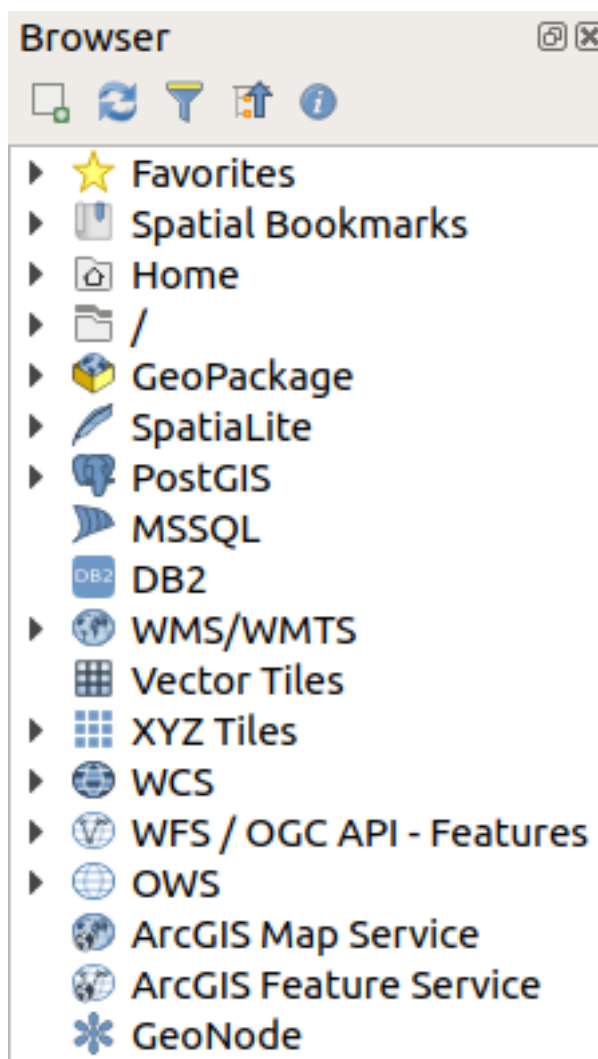 Browser
Favorites
Spatial Bookmarks
Home
/
GeoPackage
SpatiaLite
PostGIS
MSSQL
DB2 DB2
WMS/WMTS
Vector Tiles
XYZ Tiles
WCS
WFS / OGC API - Features
OWS
ArcGIS Map Service
ArcGIS Feature Service
GeoNode